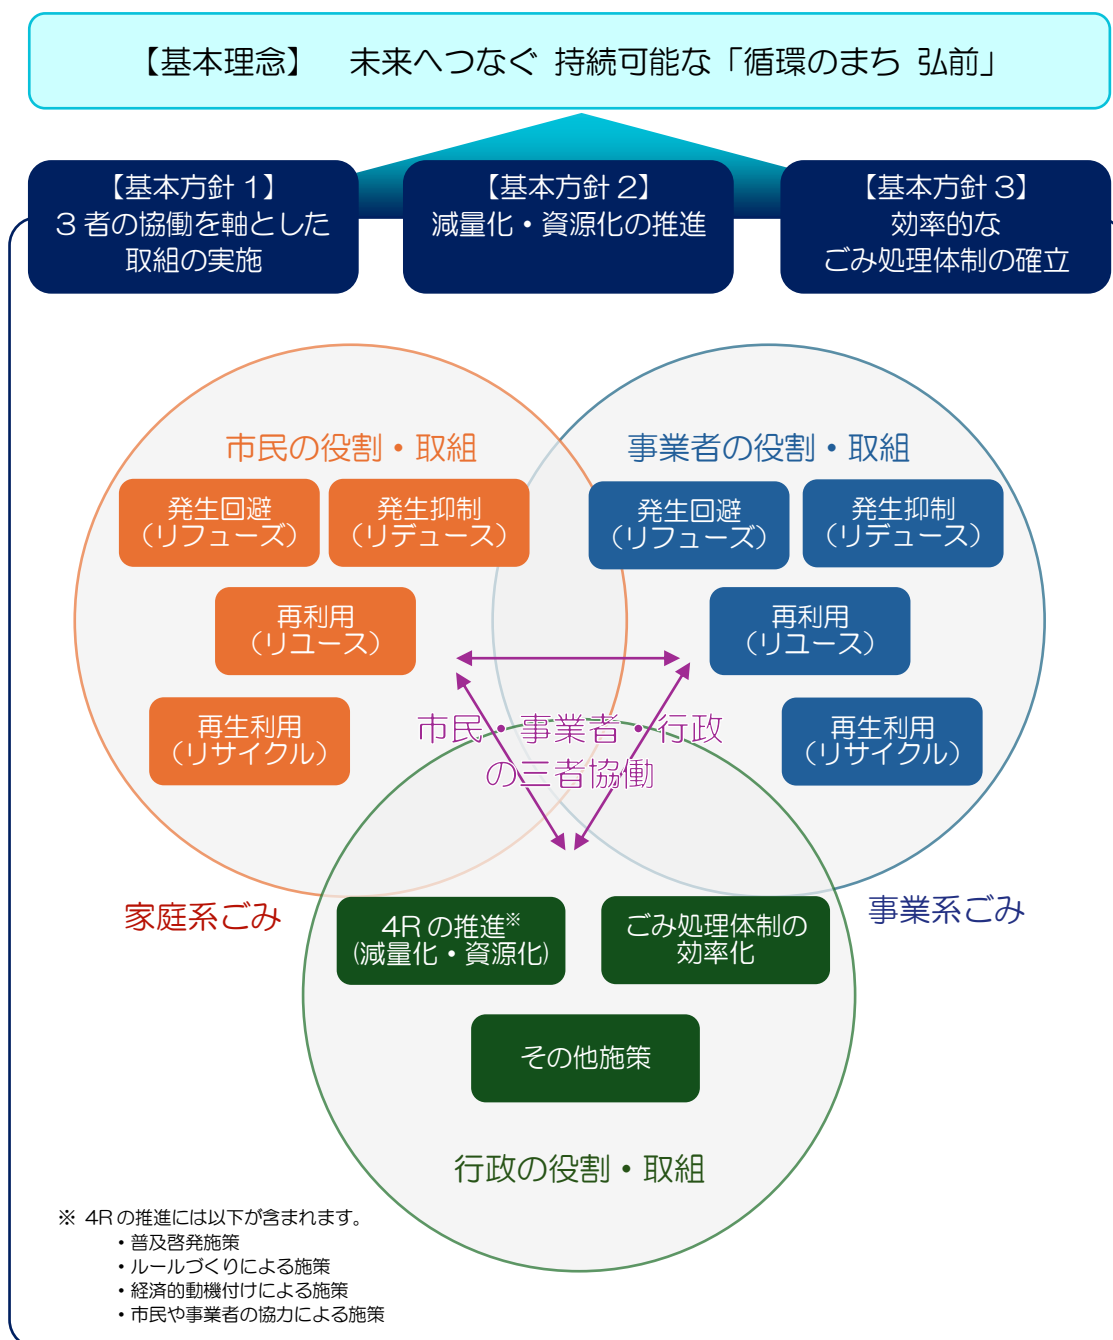 【基本理念】　未来へつなぐ 持続可能な「循環のまち 弘前」
【基本方針１】
３者の協働を軸とした
取組の実施
【基本方針２】
減量化・資源化の推進
【基本方針３】
効率的な
ごみ処理体制の確立
市民の役割・取組
発生回避
（リフューズ）
発生抑制
（リデュース）
再利用
（リユース）
再生利用
（リサイクル）
事業者の役割・取組
発生回避
（リフューズ）
発生抑制
（リデュース）
再利用
（リユース）
再生利用
（リサイクル）
市民・事業者・行政
の三者協働
家庭系ごみ
事業系ごみ
4Rの推進※
(減量化・資源化)
ごみ処理体制の
効率化
その他施策
行政の役割・取組
※ 4Rの推進には以下が含まれます。
・普及啓発施策
・ルールづくりによる施策
・経済的動機付けによる施策
・市民や事業者の協力による施策